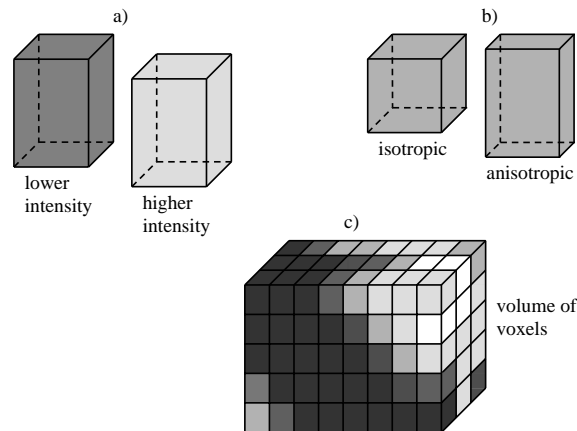 a)
b)
lower
intensity
higher
intensity
isotropic
anisotropic
c)
volume of
voxels